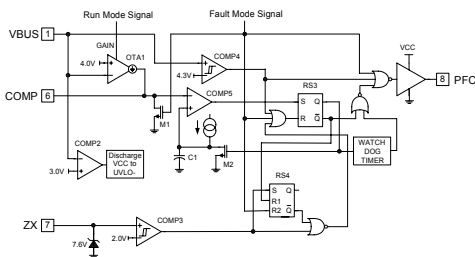 Run Mode Signal
Fault Mode Signal
VBUS 1
GAIN
OTA1
4.0V
COMP4
4.3V
VCC
8 PFC
COMP 6
M1
COMP5
RS3
S Q
R Q
C1
M2
WATCH
DOG
TIMER
COMP2
Discharge
VCC to
UVLO-
3.0V
RS4
S Q
R1
R2 Q
ZX 7
COMP3
7.6V
2.0V